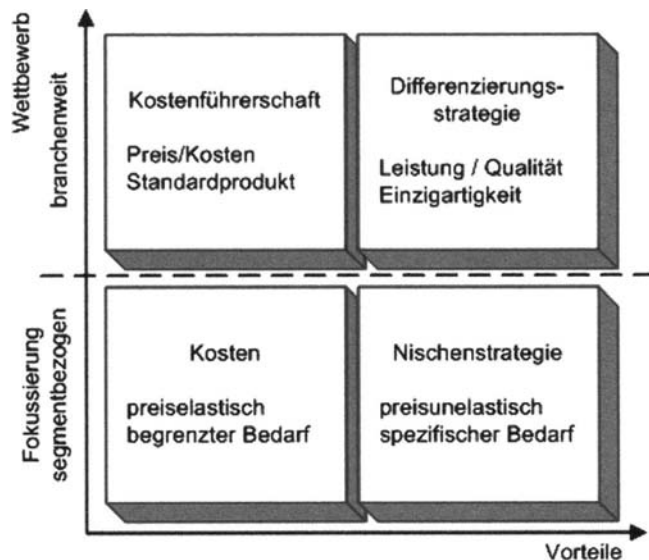 Wettbewerb
branchenweit
Kostenführerschaft
Preis/Kosten
Standardprodukt
Differenzierungs-
strategie
Leistung / Qualität
Einzigartigkeit
Fokussierung
segmentbezogen
Kosten
preiselastisch
begrenzter Bedarf
Nischenstrategie
preisunelastisch
spezifischer Bedarf
Vorteile